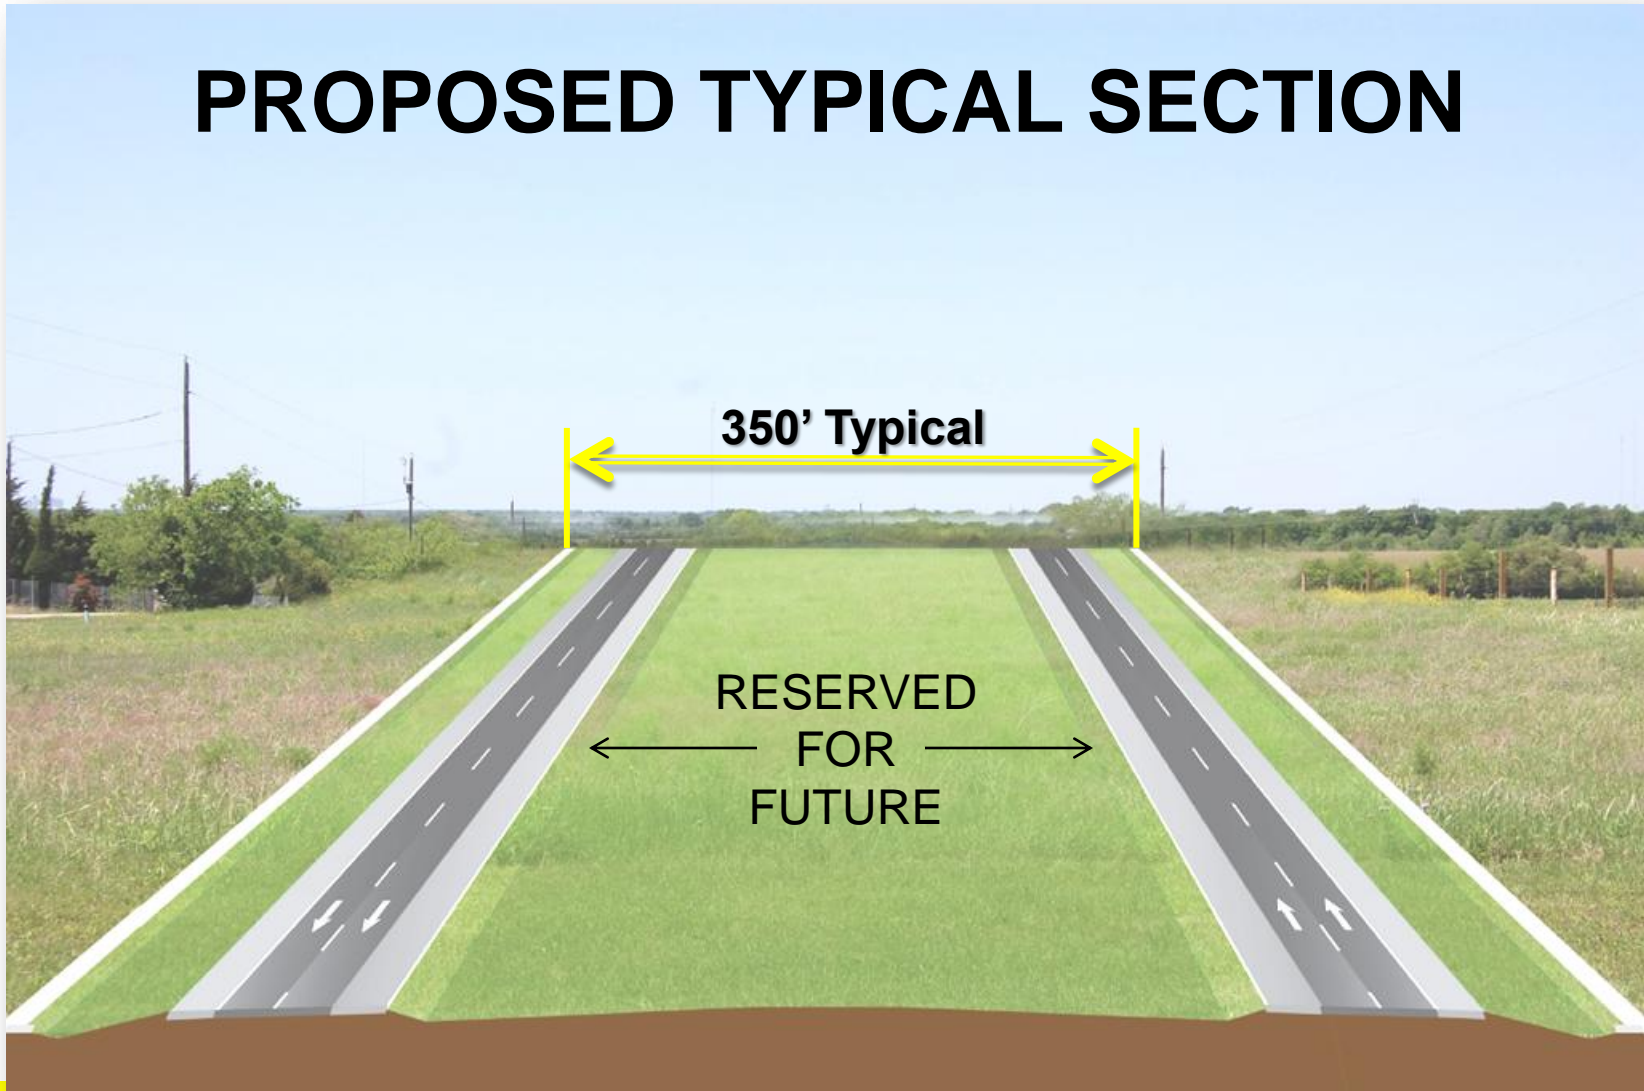 PROPOSED TYPICAL SECTION
350’ Typical
RESERVED
FOR
FUTURE